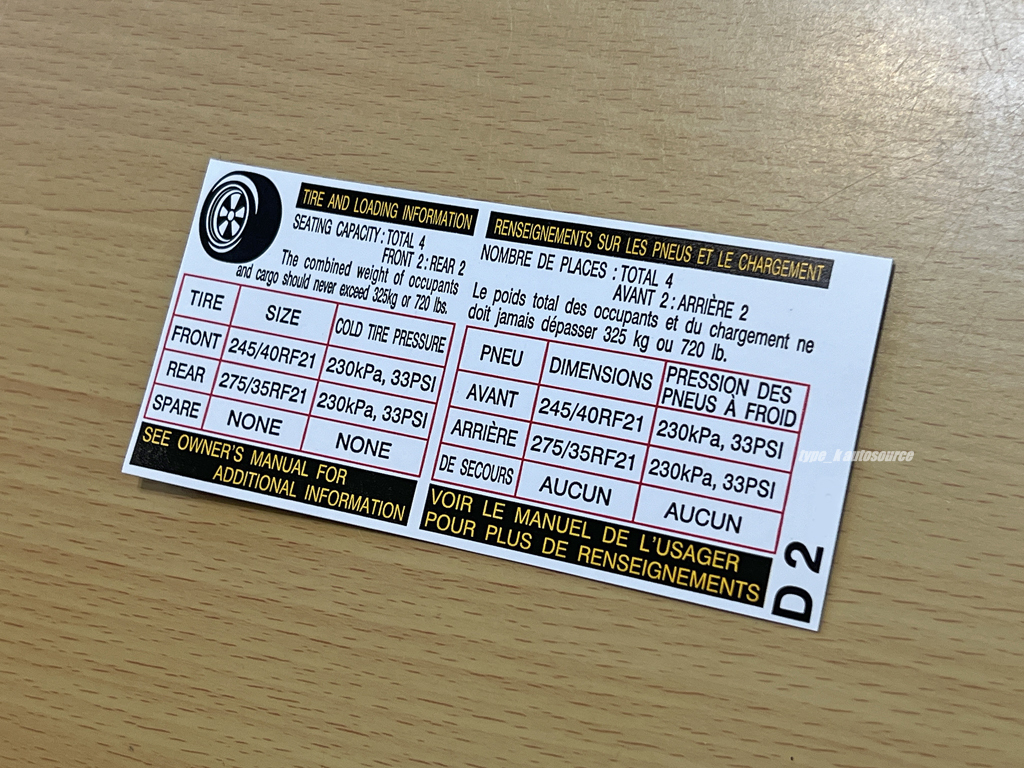 TIRE AND LOADING INFORMATION
SEATING CAPACITY : TOTAL 4
FRONT 2 : REAR 2
The combined weight of occupants
and cargo should never exceed 325kg or 720 lbs.
TIRE SIZE COLD TIRE PRESSURE
FRONT 245/40RF21 230kPa, 33PSI
REAR 275/35RF21 230kPa, 33PSI
SPARE NONE NONE
SEE OWNER'S MANUAL FOR
ADDITIONAL INFORMATION
RENSEIGNEMENTS SUR LES PNEUS ET LE CHARGEMENT
NOMBRE DE PLACES : TOTAL 4
AVANT 2 : ARRIÈRE 2
Le poids total des occupants et du chargement ne
doit jamais dépasser 325 kg ou 720 lb.
PNEU DIMENSIONS PRESSION DES
PNEUS À FROID
AVANT 245/40RF21 230kPa, 33PSI
ARRIÈRE 275/35RF21 230kPa, 33PSI
DE SECOURS AUCUN AUCUN
VOIR LE MANUEL DE L'USAGER
POUR PLUS DE RENSEIGNEMENTS
D2
type_k autosource